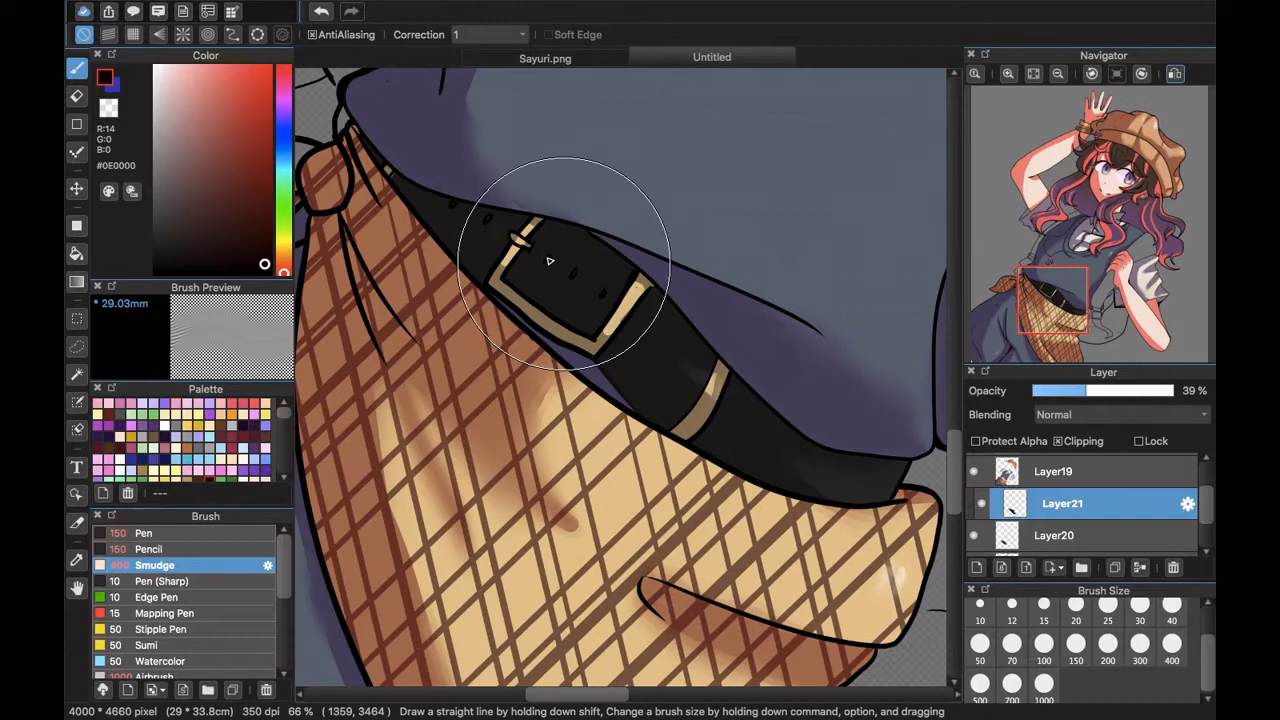 AntiAliasing Correction 1 Soft Edge
Color
Sayuri.png Untitled
Navigator
R:14
G:0
B:0
#0E0000
Brush Preview
* 29.03mm
Palette
---
Brush
150 Pen
150 Pencil
400 Smudge
10 Pen (Sharp)
10 Edge Pen
15 Mapping Pen
50 Stipple Pen
50 Sumi
50 Watercolor
1000 Airbrush
Layer
Opacity 39 %
Blending Normal
Protect Alpha Clipping Lock
Layer19
Layer21
Layer20
Brush Size
10 12 15 20 30 40
50 70 100 150 200 250 300 400
500 700 1000
4000 * 4660 pixel (29 * 33.8cm) 350 dpi 66 % ( 1359, 3464 ) Draw a straight line by holding down shift, Change a brush size by holding down command, option, and dragging